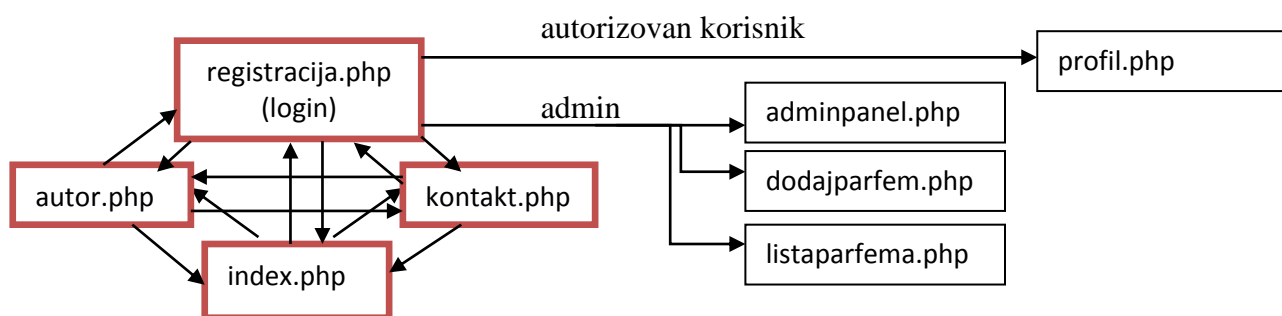 autorizovan korisnik
registracija.php
(login)
profil.php
admin
adminpanel.php
autor.php
kontakt.php
dodajparfem.php
index.php
listaparfema.php